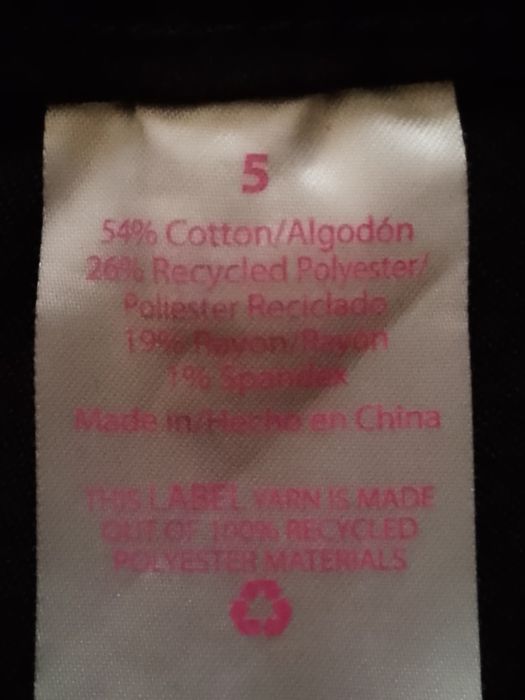 5
54% Cotton/Algodón
26% Recycled Polyester/
Poliester Reciclado
19% Rayon/Rayón
1% Spandex
Made in/Hecho en China
THIS LABEL YARN IS MADE
OUT OF 100% RECYCLED
POLYESTER MATERIALS